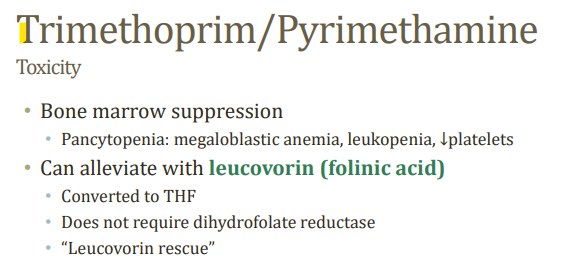 Trimethoprim/Pyrimethamine
Toxicity
• Bone marrow suppression
• Pancytopenia: megaloblastic anemia, leukopenia, ↓platelets
• Can alleviate with leucovorin (folinic acid)
• Converted to THF
• Does not require dihydrofolate reductase
• “Leucovorin rescue”